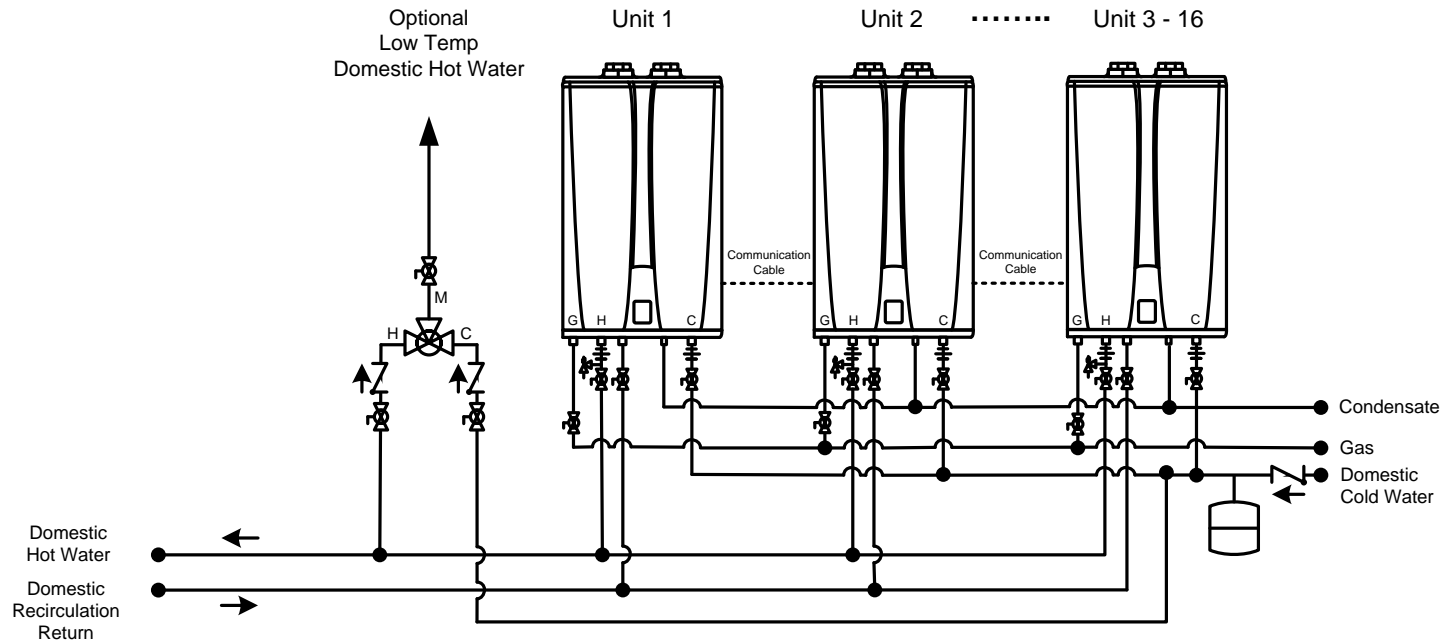 Optional
Low Temp
Domestic Hot Water
Unit 1
Unit 2
Unit 3 - 16
Communication
Cable
Communication
Cable
M
H
C
G
H
C
G
H
C
G
H
C
Condensate
Gas
Domestic
Cold Water
Domestic
Hot Water
Domestic
Recirculation
Return